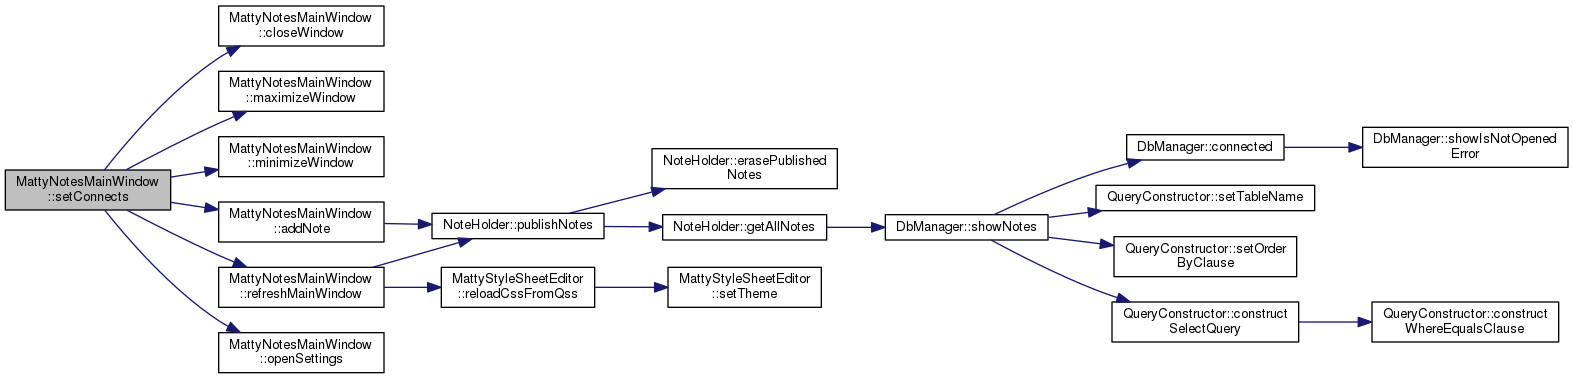 MattyNotesMainWindow
::setConnects
MattyNotesMainWindow
::closeWindow
MattyNotesMainWindow
::maximizeWindow
MattyNotesMainWindow
::minimizeWindow
MattyNotesMainWindow
::addNote
MattyNotesMainWindow
::refreshMainWindow
MattyNotesMainWindow
::openSettings
NoteHolder::publishNotes
MattyStyleSheetEditor
::reloadCssFromQss
NoteHolder::erasePublished
Notes
NoteHolder::getAllNotes
MattyStyleSheetEditor
::setTheme
DbManager::showNotes
DbManager::connected
QueryConstructor::setTableName
QueryConstructor::setOrder
ByClause
QueryConstructor::construct
SelectQuery
DbManager::showIsNotOpened
Error
QueryConstructor::construct
WhereEqualsClause